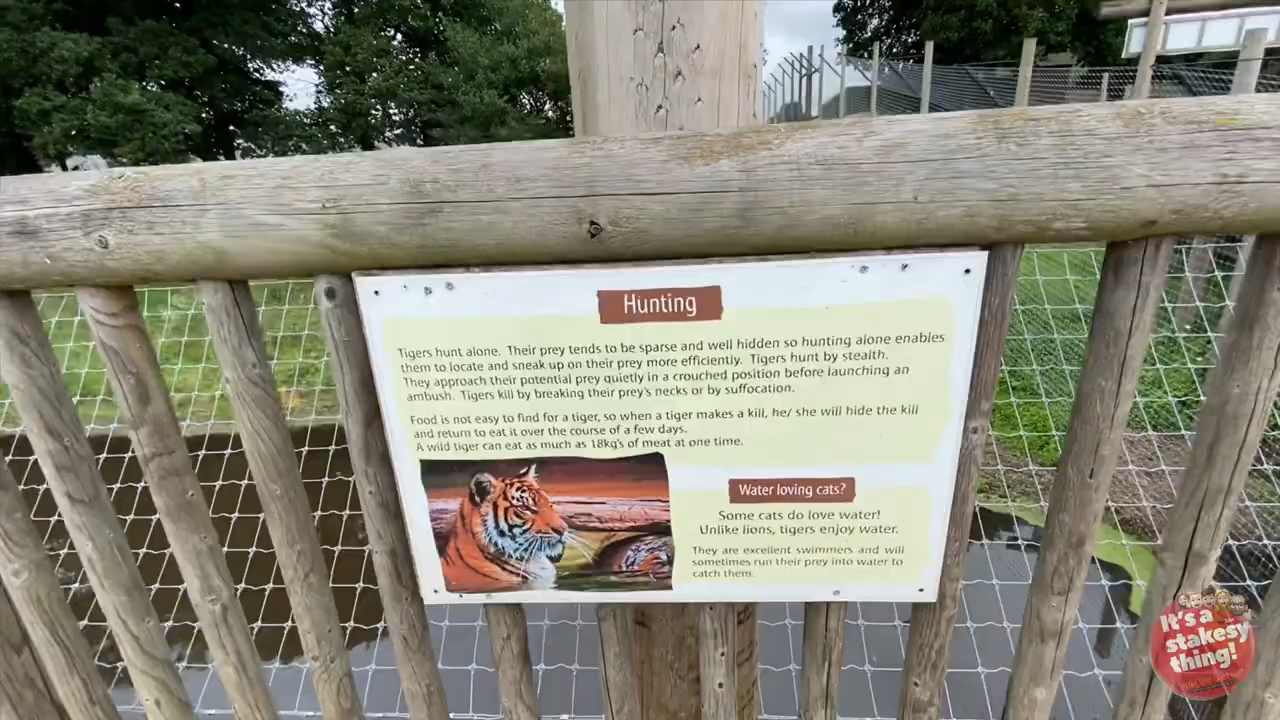 Hunting
Tigers hunt alone. Their prey tends to be sparse and well hidden so hunting alone enables
them to locate and sneak up on their prey more efficiently. Tigers hunt by stealth.
They approach their potential prey quietly in a crouched position before launching an
ambush. Tigers kill by breaking their prey's necks or by suffocation.
Food is not easy to find for a tiger, so when a tiger makes a kill, he/ she will hide the kill
and return to eat it over the course of a few days.
A wild tiger can eat as much as 18kg's of meat at one time.
Water loving cats?
Some cats do love water!
Unlike lions, tigers enjoy water.
They are excellent swimmers and will
sometimes run their prey into water to
catch them.
It's a
stakesy
thing!